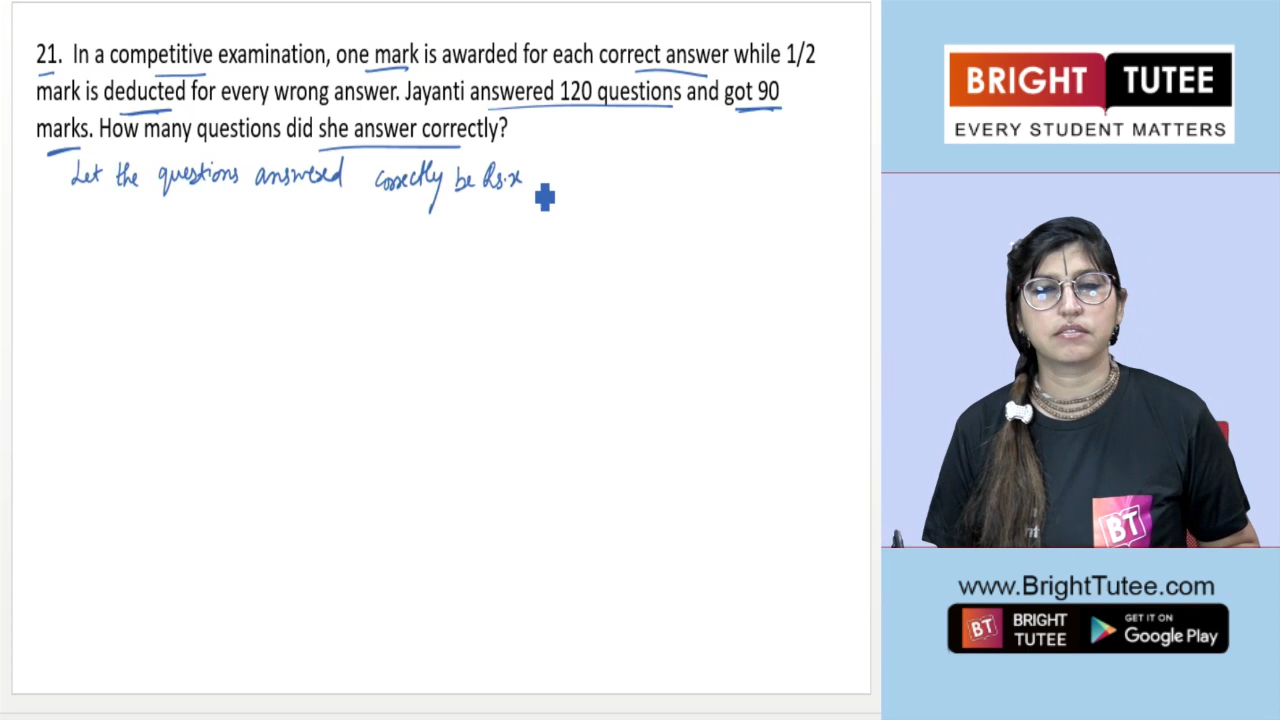 21. In a competitive examination, one mark is awarded for each correct answer while 1/2
mark is deducted for every wrong answer. Jayanti answered 120 questions and got 90
marks. How many questions did she answer correctly?
Let the questions answered correctly be Rs.x
BRIGHT TUTEE
EVERY STUDENT MATTERS
BT
www.BrightTutee.com
BT BRIGHT TUTEE
GET IT ON
Google Play